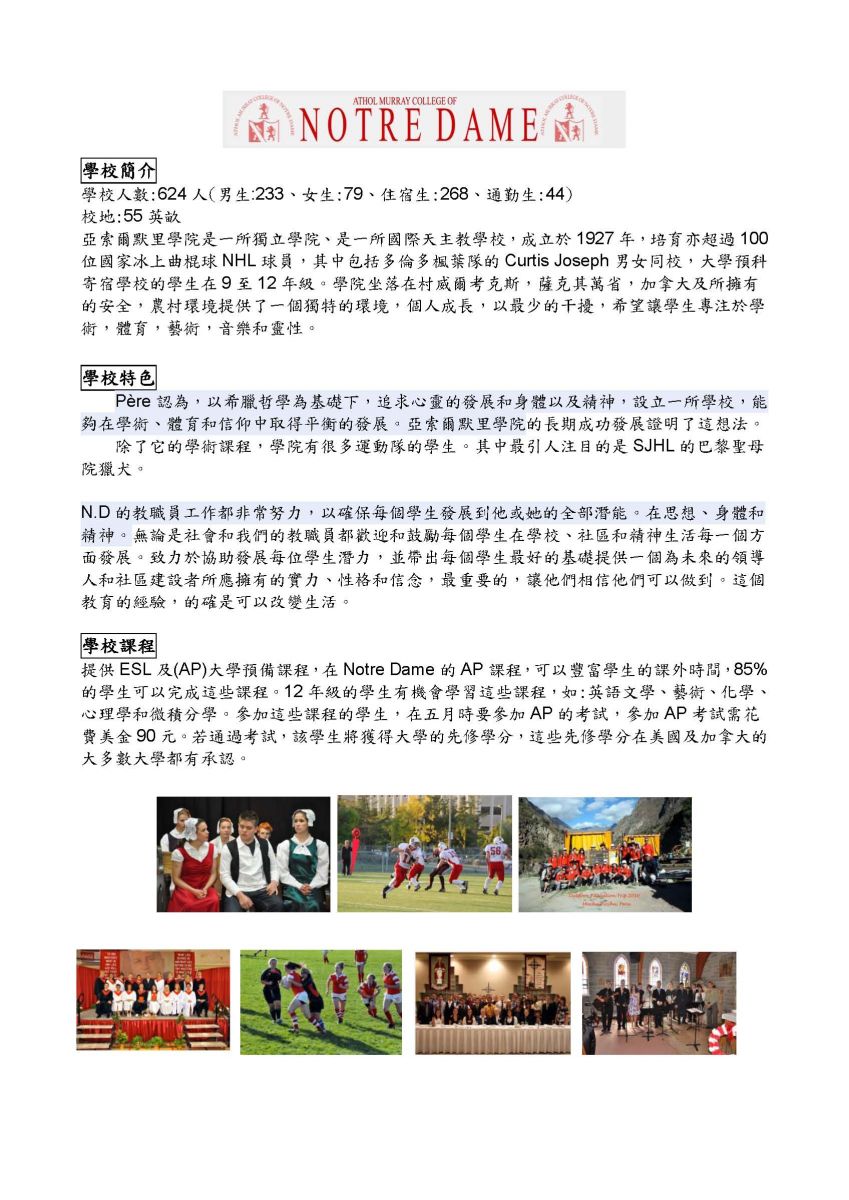 ATHOL MURRAY COLLEGE OF
NOTRE DAME
ATHOL MURRAY COLLEGE OF NOTRE DAME
ATHOL MURRAY COLLEGE OF NOTRE DAME
學校簡介
學校人數:624 人(男生:233、女生:79、住宿生:268、通勤生:44)
校地:55 英畝
亞索爾默里學院是一所獨立學院、是一所國際天主教學校，成立於 1927 年，培育亦超過 100
位國家冰上曲棍球 NHL 球員，其中包括多倫多楓葉隊的 Curtis Joseph 男女同校，大學預科
寄宿學校的學生在 9 至 12 年級。學院坐落在村威爾考克斯，薩克其萬省，加拿大及所擁有
的安全，農村環境提供了一個獨特的環境，個人成長，以最少的干擾，希望讓學生專注於學
術，體育，藝術，音樂和靈性。
學校特色
Père 認為，以希臘哲學為基礎下，追求心靈的發展和身體以及精神，設立一所學校，能
夠在學術、體育和信仰中取得平衡的發展。亞索爾默里學院的長期成功發展證明了這想法。
除了它的學術課程，學院有很多運動隊的學生。其中最引人注目的是 SJHL 的巴黎聖母
院獵犬。
N.D 的教職員工作都非常努力，以確保每個學生發展到他或她的全部潛能。在思想、身體和
精神。無論是社會和我們的教職員都歡迎和鼓勵每個學生在學校、社區和精神生活每一個方
面發展。致力於協助發展每位學生潛力，並帶出每個學生最好的基礎提供一個為未來的領導
人和社區建設者所應擁有的實力、性格和信念，最重要的，讓他們相信他們可以做到。這個
教育的經驗，的確是可以改變生活。
學校課程
提供 ESL 及(AP)大學預備課程，在 Notre Dame 的 AP 課程，可以豐富學生的課外時間，85%
的學生可以完成這些課程。12 年級的學生有機會學習這些課程，如:英語文學、藝術、化學、
心理學和微積分學。參加這些課程的學生，在五月時要參加 AP 的考試，參加 AP 考試需花
費美金 90 元。若通過考試，該學生將獲得大學的先修學分，這些先修學分在美國及加拿大的
大多數大學都有承認。
56